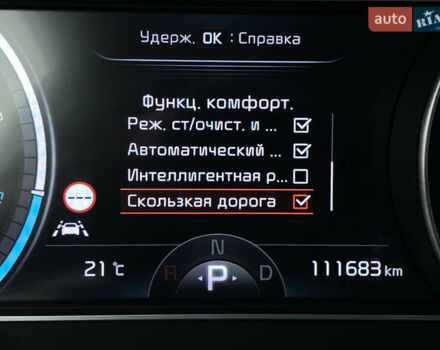 auto RIA
Удерж. OK : Справка
Функц. комфорт.
Реж. ст/очист. и ...
Автоматический ...
Интеллигентная р...
Скользкая дорога
---
21 °C
R N D
P
111683 km